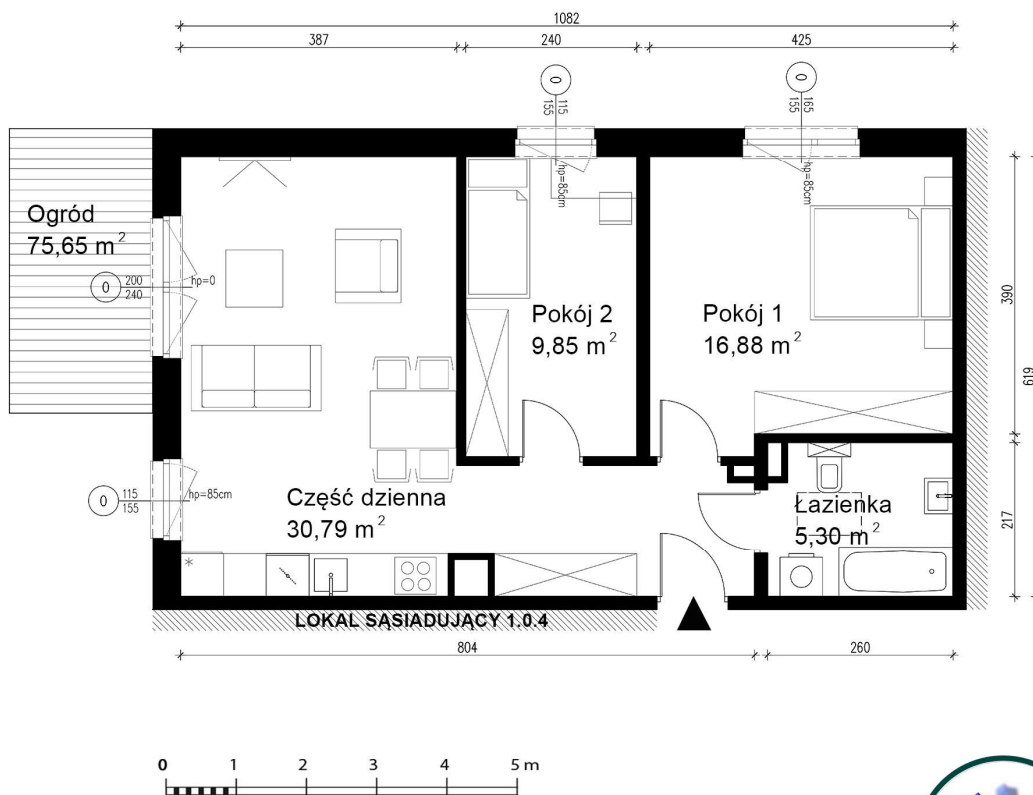 1082
387
240
425
0
115
155
0
165
155
hp=85cm
hp=85cm
Ogród
75,65 m²
0
200
240
hp=0
Pokój 2
9,85 m²
Pokój 1
16,88 m²
390
619
0
115
155
hp=85cm
Część dzienna
30,79 m²
Łazienka
5,30 m²
217
LOKAL SĄSIADUJĄCY 1.0.4
804
260
0 1 2 3 4 5 m